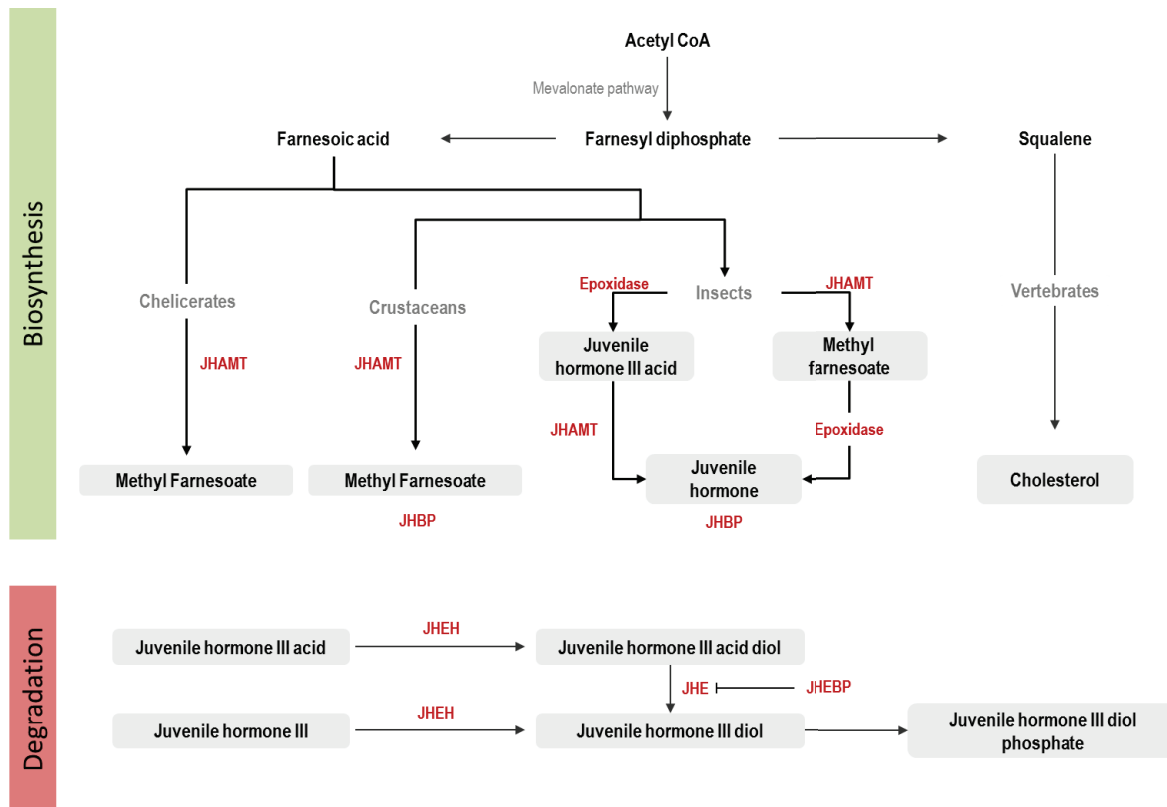 Biosynthesis
Acetyl CoA
Mevalonate pathway
Farnesoic acid
Farnesyl diphosphate
Squalene
Chelicerates
Crustaceans
Epoxidase
Insects
JHAMT
Vertebrates
JHAMT
JHAMT
Juvenile
hormone III acid
Methyl
farnesoate
JHAMT
Epoxidase
Methyl Farnesoate
Methyl Farnesoate
Juvenile
hormone
Cholesterol
JHBP
JHBP
Degradation
Juvenile hormone III acid
JHEH
Juvenile hormone III acid diol
JHE
JHEBP
Juvenile hormone III
JHEH
Juvenile hormone III diol
Juvenile hormone III diol
phosphate